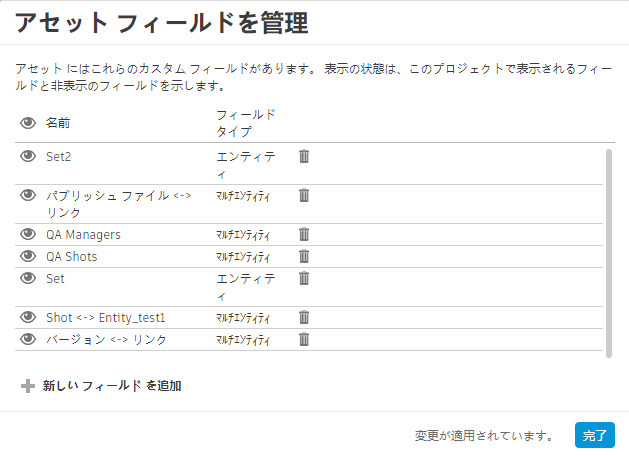 アセット フィールドを管理
アセット にはこれらのカスタム フィールドがあります。 表示の状態は、このプロジェクトで表示されるフィー
ルドと非表示のフィールドを示します。
名前 フィールド
タイプ
Set2 エンティテ
ィ
パブリッシュ ファイル <-> ﾏﾙﾁｴﾝﾃｨﾃｨ
リンク
QA Managers ﾏﾙﾁｴﾝﾃｨﾃｨ
QA Shots ﾏﾙﾁｴﾝﾃｨﾃｨ
Set エンティテ
ィ
Shot <-> Entity_test1 ﾏﾙﾁｴﾝﾃｨﾃｨ
バージョン <-> リンク ﾏﾙﾁｴﾝﾃｨﾃｨ
新しい フィールド を追加
変更が適用されています。 完了